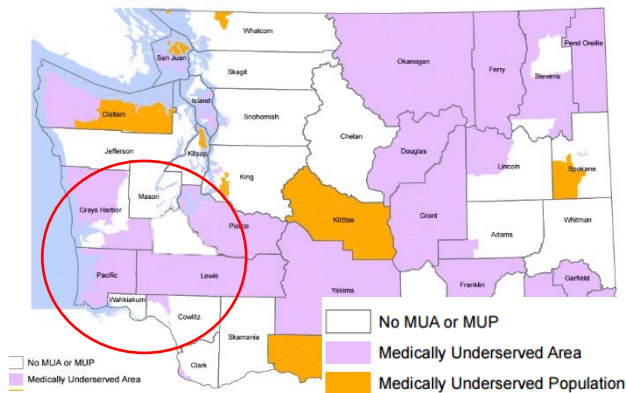 Whatcom
Pend Oreille
San Juan
Okanogan
Ferry
Stevens
Skagit
Island
Clallam
Snohomish
Chelan
Jefferson
Kitsap
Douglas
Lincoln
Spokane
King
Mason
Grays Harbor
Kittitas
Grant
Adams
Whitman
Pierce
Pacific
Lewis
Yakima
Franklin
Garfield
Wahkiakum
Cowlitz
Skamania
Clark
No MUA or MUP
Medically Underserved Area
No MUA or MUP
Medically Underserved Area
Medically Underserved Population